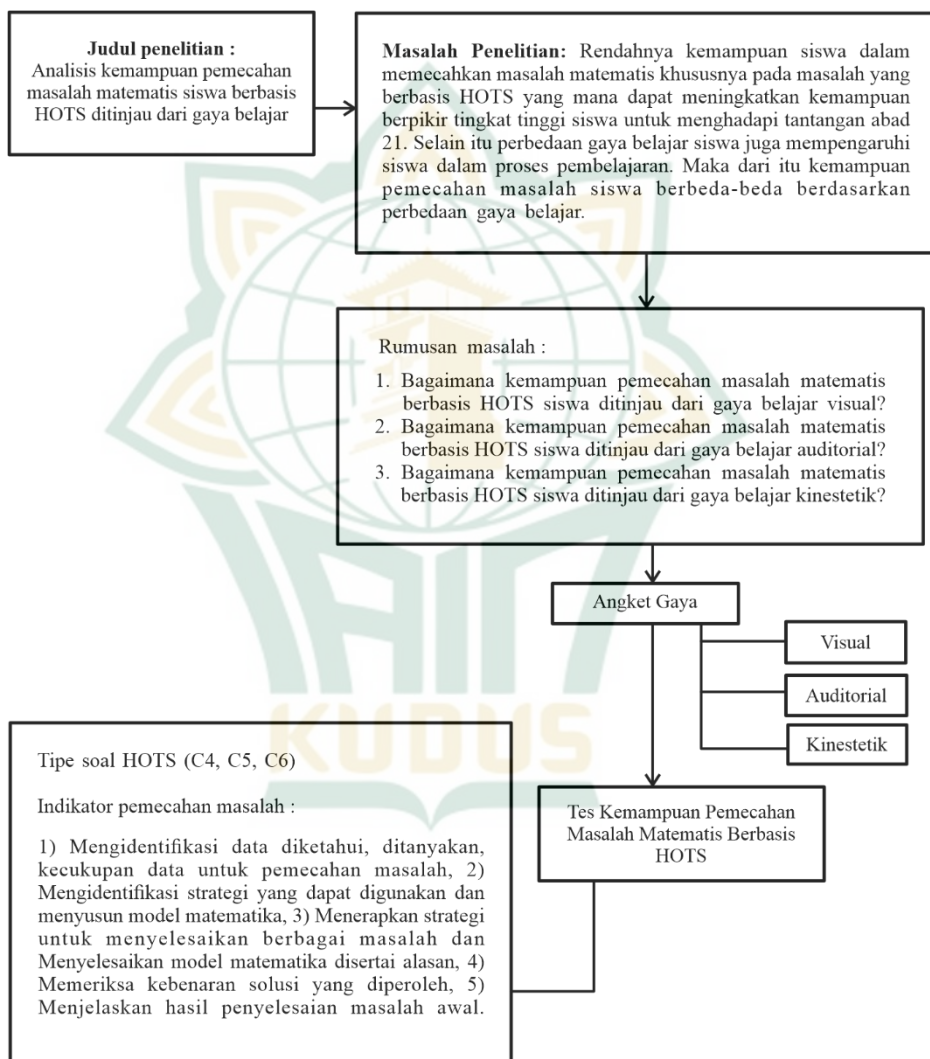 Judul penelitian :
Analisis kemampuan pemecahan
masalah matematis siswa berbasis
HOTS ditinjau dari gaya belajar
Masalah Penelitian: Rendahnya kemampuan siswa dalam
memecahkan masalah matematis khususnya pada masalah yang
berbasis HOTS yang mana dapat meningkatkan kemampuan
berpikir tingkat tinggi siswa untuk menghadapi tantangan abad
21. Selain itu perbedaan gaya belajar siswa juga mempengaruhi
siswa dalam proses pembelajaran. Maka dari itu kemampuan
pemecahan masalah siswa berbeda-beda berdasarkan
perbedaan gaya belajar.
Rumusan masalah :
1. Bagaimana kemampuan pemecahan masalah matematis
berbasis HOTS siswa ditinjau dari gaya belajar visual?
2. Bagaimana kemampuan pemecahan masalah matematis
berbasis HOTS siswa ditinjau dari gaya belajar auditorial?
3. Bagaimana kemampuan pemecahan masalah matematis
berbasis HOTS siswa ditinjau dari gaya belajar kinestetik?
Angket Gaya
Visual
Auditorial
Kinestetik
Tes Kemampuan Pemecahan
Masalah Matematis Berbasis
HOTS
Tipe soal HOTS (C4, C5, C6)
Indikator pemecahan masalah :
1) Mengidentifikasi data diketahui, ditanyakan,
kecukupan data untuk pemecahan masalah, 2)
Mengidentifikasi strategi yang dapat digunakan dan
menyusun model matematika, 3) Menerapkan strategi
untuk menyelesaikan berbagai masalah dan
Menyelesaikan model matematika disertai alasan, 4)
Memeriksa kebenaran solusi yang diperoleh, 5)
Menjelaskan hasil penyelesaian masalah awal.
IAIN
KUDUS